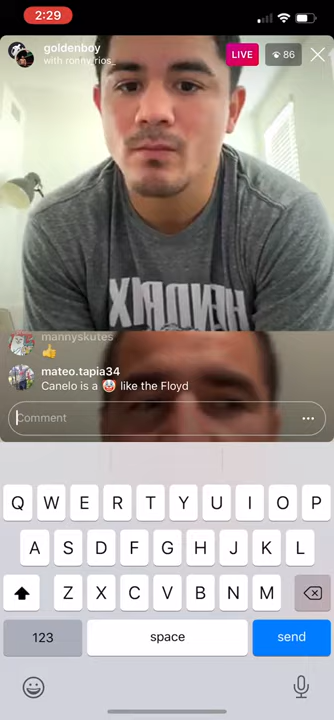 2:29
goldenboy
with ronny rios_
LIVE
86
HENDRIX
mannyskutes
👍
mateo.tapia34
Canelo is a 🤡 like the Floyd
Comment
Q W E R T Y U I O P
A S D F G H J K L
Z X C V B N M
123 space send